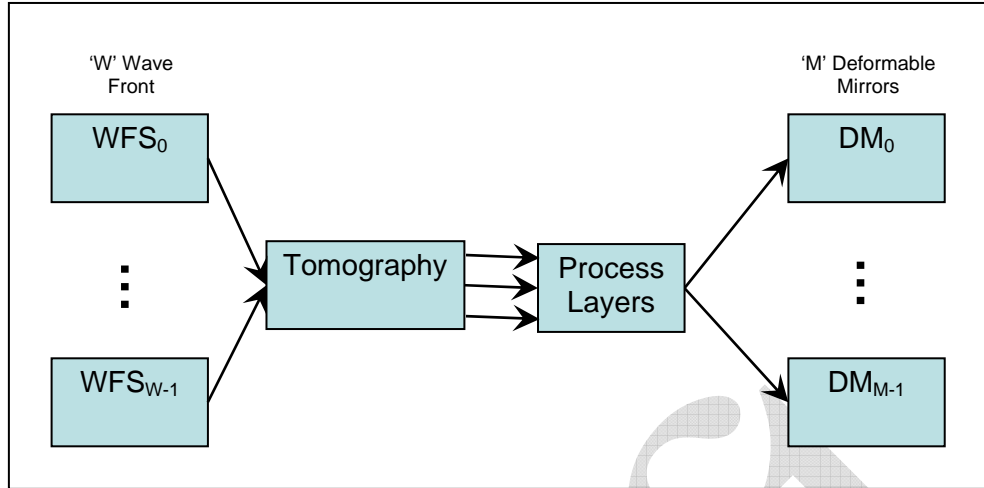 ‘W’ Wave
Front
‘M’ Deformable
Mirrors
WFS0
DM0
Tomography
Process
Layers
WFSW-1
DMM-1